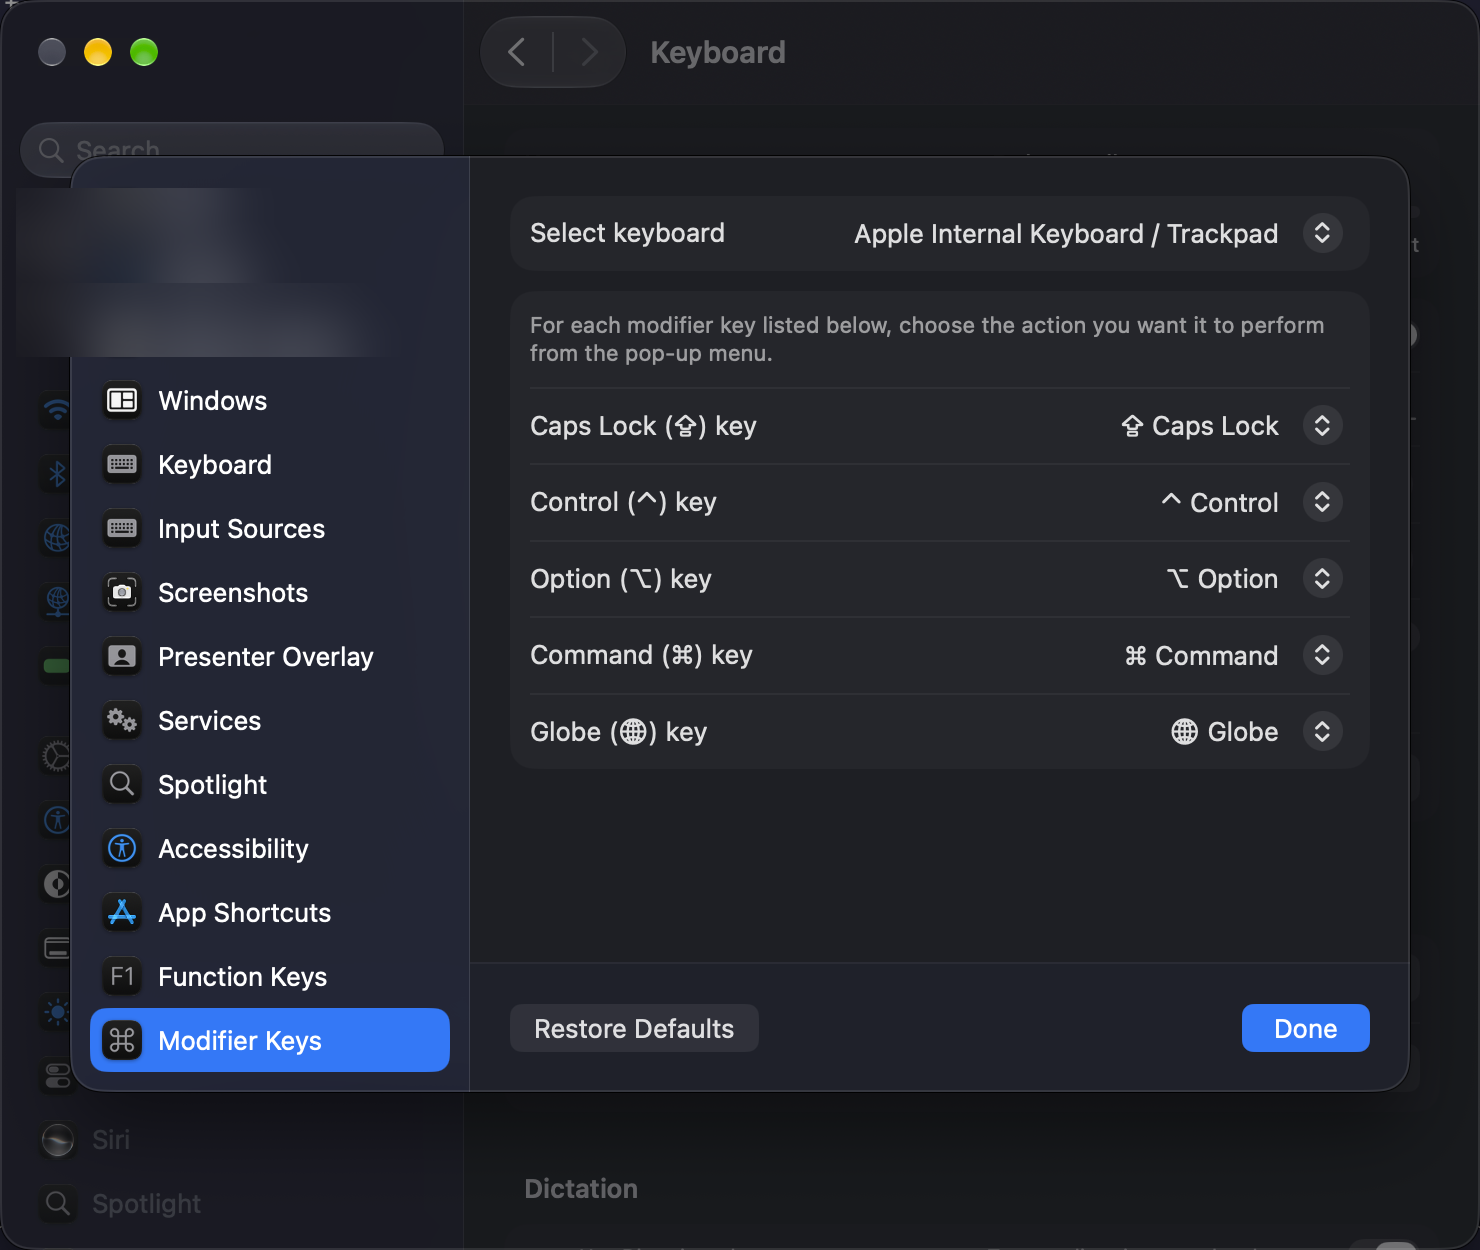 Keyboard
Search
Windows
Keyboard
Input Sources
Screenshots
Presenter Overlay
Services
Spotlight
Accessibility
App Shortcuts
F1 Function Keys
Modifier Keys
Select keyboard Apple Internal Keyboard / Trackpad
For each modifier key listed below, choose the action you want it to perform
from the pop-up menu.
Caps Lock (⇪) key ⇪ Caps Lock
Control (^) key ^ Control
Option (⌥) key ⌥ Option
Command (⌘) key ⌘ Command
Globe (🌐) key 🌐 Globe
Restore Defaults Done
Siri
Spotlight
Dictation